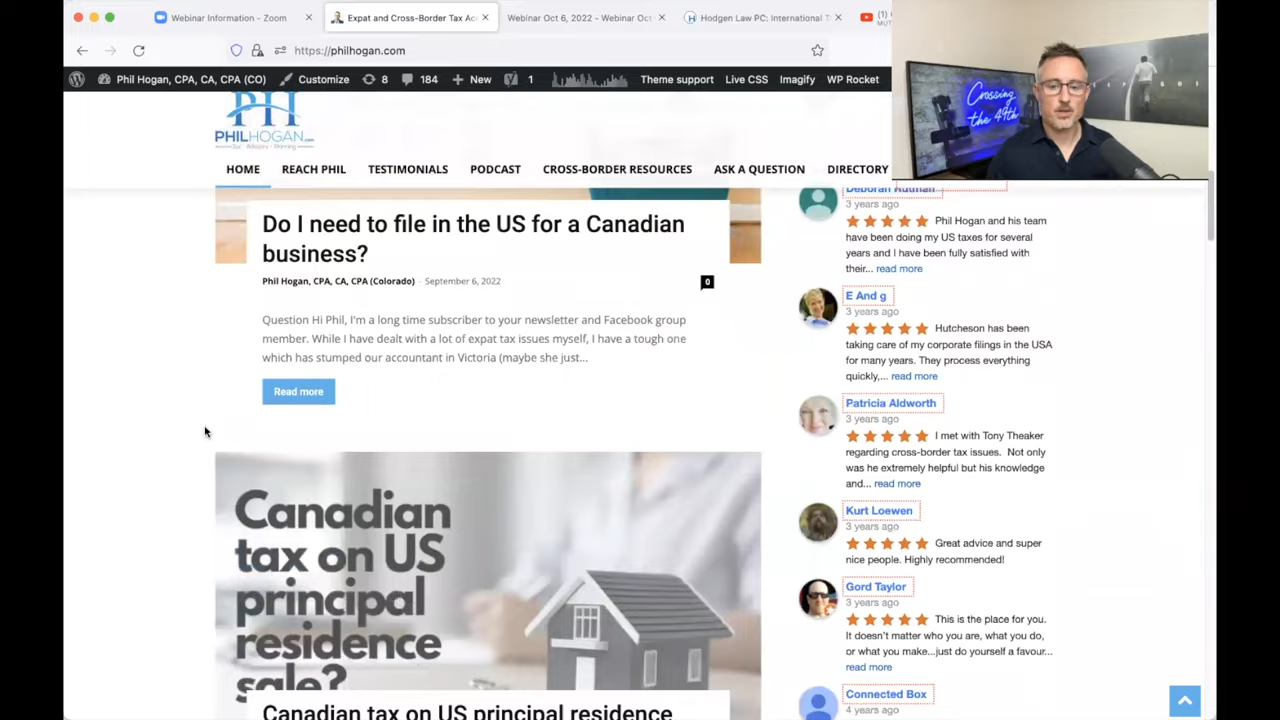 Webinar Information - Zoom
Expat and Cross-Border Tax Ac
Webinar Oct 6, 2022 - Webinar Oct
Hodgen Law PC: International T
(1)
MUT
https://philhogan.com
Phil Hogan, CPA, CA, CPA (CO)
Customize
8
184
New
1
Theme support
Live CSS
Imagify
WP Rocket
Crossing
the 49th
PH
PHILHOGAN.com
Tax - Advisory - Planning
HOME
REACH PHIL
TESTIMONIALS
PODCAST
CROSS-BORDER RESOURCES
ASK A QUESTION
DIRECTORY
Do I need to file in the US for a Canadian
business?
Phil Hogan, CPA, CA, CPA (Colorado) - September 6, 2022
0
Question Hi Phil, I'm a long time subscriber to your newsletter and Facebook group
member. While I have dealt with a lot of expat tax issues myself, I have a tough one
which has stumped our accountant in Victoria (maybe she just...
Read more
Canadian
tax on US
principal
residence
sale?
Canadian tax on US principal residence
Deborah Rutman
3 years ago
Phil Hogan and his team
have been doing my US taxes for several
years and I have been fully satisfied with
their... read more
E And g
3 years ago
Hutcheson has been
taking care of my corporate filings in the USA
for many years. They process everything
quickly,... read more
Patricia Aldworth
3 years ago
I met with Tony Theaker
regarding cross-border tax issues. Not only
was he extremely helpful but his knowledge
and... read more
Kurt Loewen
3 years ago
Great advice and super
nice people. Highly recommended!
Gord Taylor
3 years ago
This is the place for you.
It doesn't matter who you are, what you do,
or what you make...just do yourself a favour...
read more
Connected Box
4 years ago